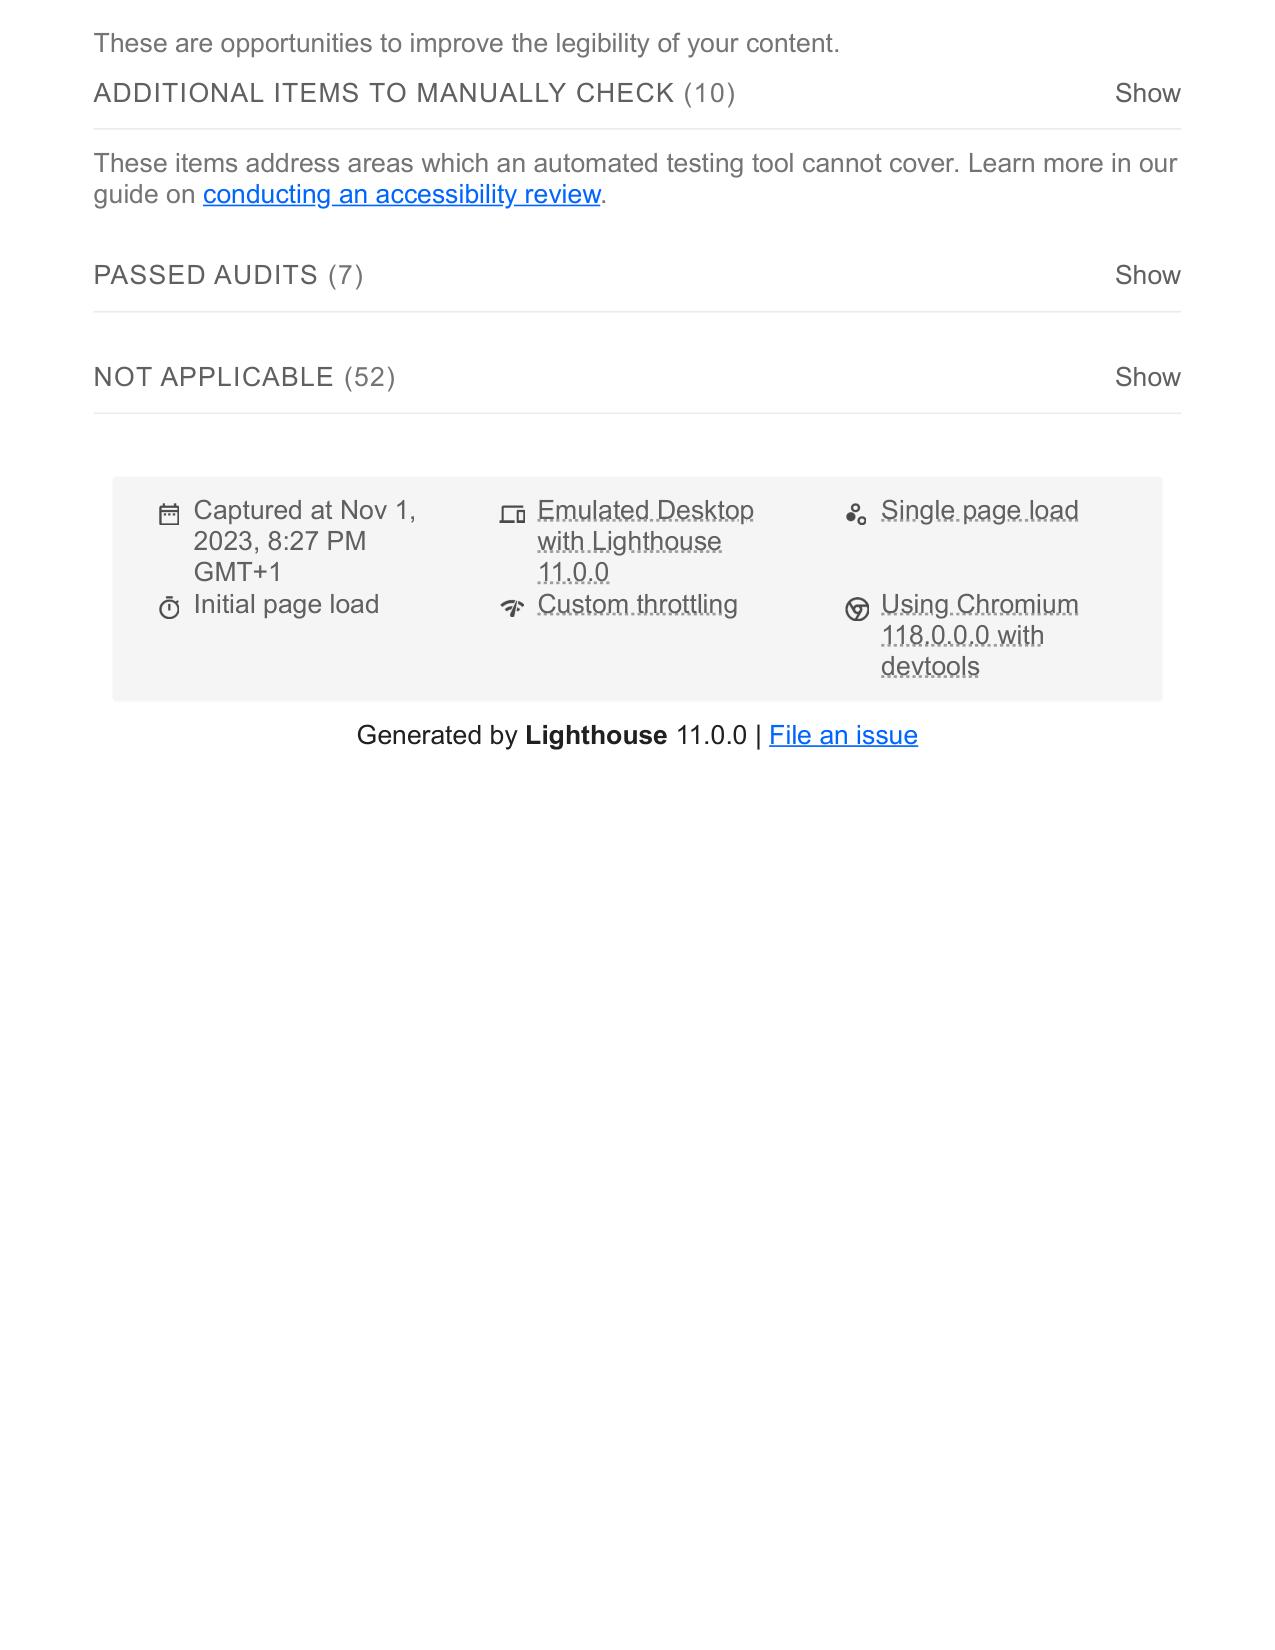 These are opportunities to improve the legibility of your content.
ADDITIONAL ITEMS TO MANUALLY CHECK (10) Show
These items address areas which an automated testing tool cannot cover. Learn more in our
guide on conducting an accessibility review.
PASSED AUDITS (7) Show
NOT APPLICABLE (52) Show
Captured at Nov 1,
2023, 8:27 PM
GMT+1
Emulated Desktop
with Lighthouse
11.0.0
Single page load
Initial page load
Custom throttling
Using Chromium
118.0.0.0 with
devtools
Generated by Lighthouse 11.0.0 | File an issue